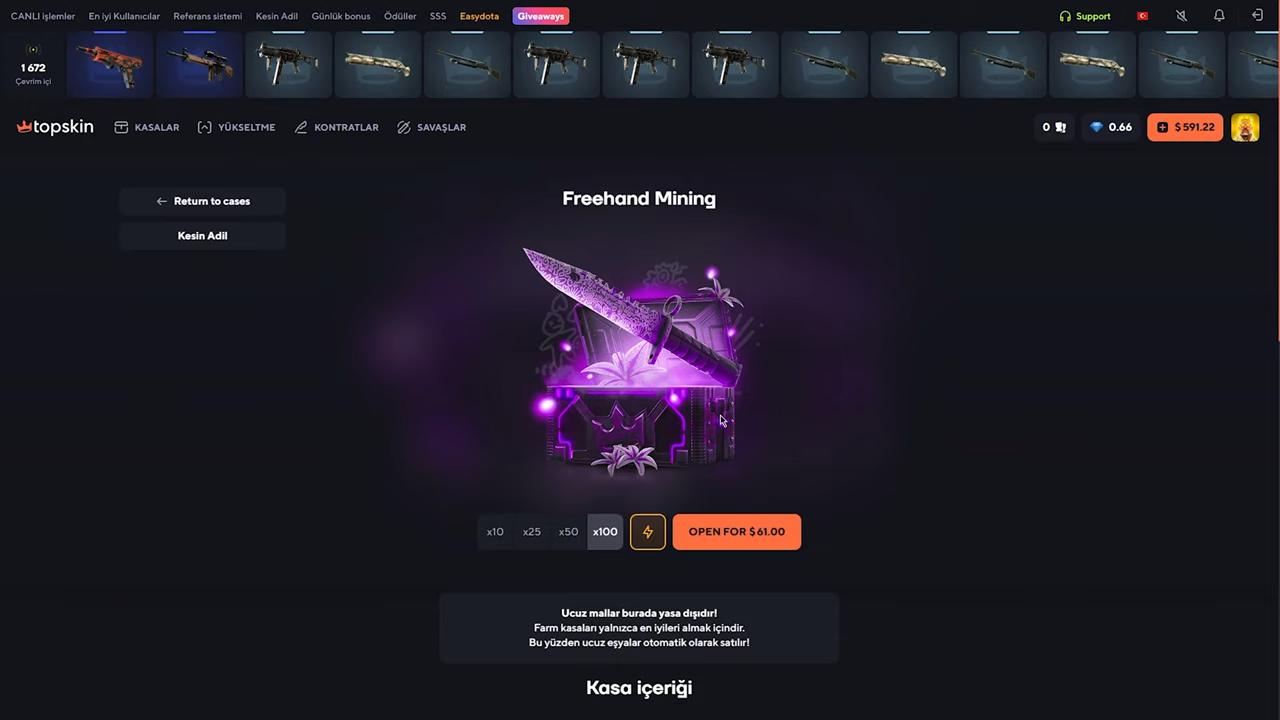 CANLI işlemler
En iyi Kullanıcılar
Referans sistemi
Kesin Adil
Günlük bonus
Ödüller
SSS
Easydota
Giveaways
Support
1 672
Çevrim içi
topskin
KASALAR
YÜKSELTME
KONTRATLAR
SAVAŞLAR
0
0.66
$ 591.22
Return to cases
Kesin Adil
Freehand Mining
x10
x25
x50
x100
OPEN FOR $ 61.00
Ucuz mallar burada yasa dışıdır!
Farm kasaları yalnızca en iyileri almak içindir.
Bu yüzden ucuz eşyalar otomatik olarak satılır!
Kasa içeriği